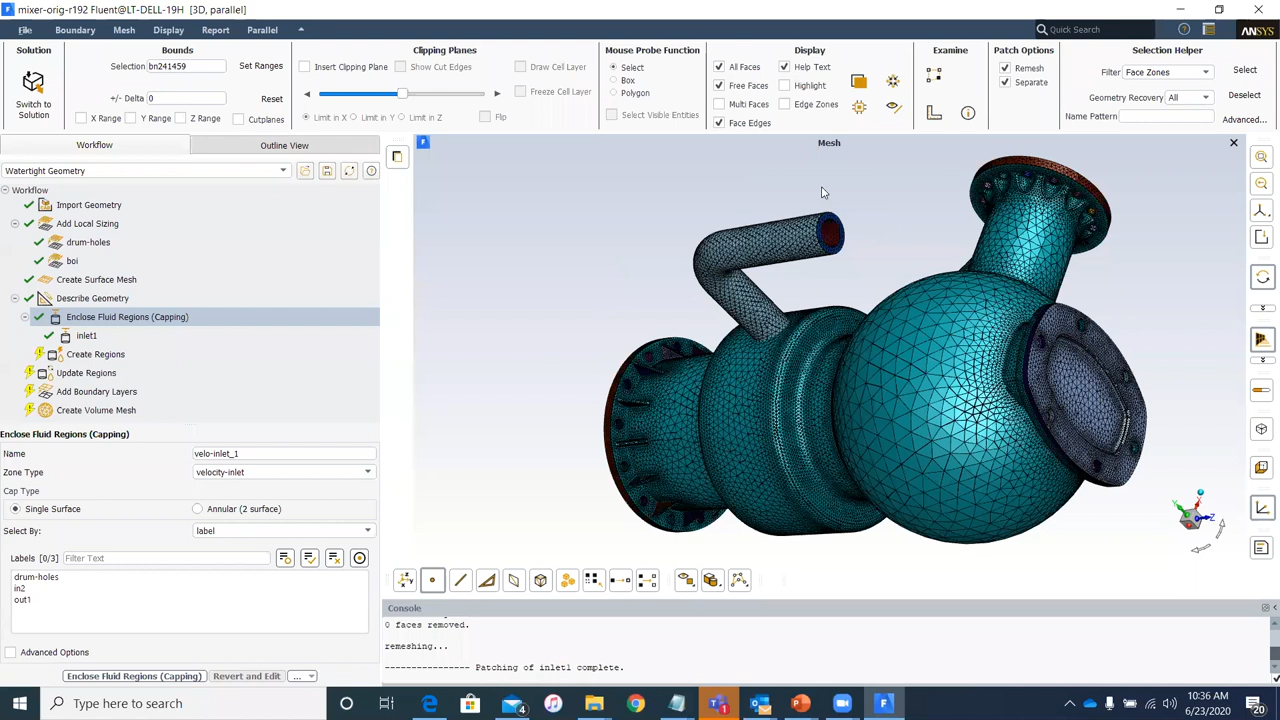 mixer-orig-r192 Fluent@LT-DELL-19H [3D, parallel]
File Boundary Mesh Display Report Parallel
Quick Search
ANSYS
Solution
Switch to
Solution
Bounds
Selection bn241459 Set Ranges
+/- Delta 0 Reset
X Range Y Range Z Range Cutplanes
Clipping Planes
Insert Clipping Plane Show Cut Edges Draw Cell Layer
Freeze Cell Layer
Limit in X Limit in Y Limit in Z Flip
Mouse Probe Function
Select
Box
Polygon
Select Visible Entities
Display
All Faces Help Text
Free Faces Highlight
Multi Faces Edge Zones
Face Edges
Examine
Patch Options
Remesh
Separate
Selection Helper
Filter Face Zones Select
Geometry Recovery All Deselect
Name Pattern Advanced...
Workflow Outline View
Watertight Geometry
Workflow
Import Geometry
Add Local Sizing
drum-holes
boi
Create Surface Mesh
Describe Geometry
Enclose Fluid Regions (Capping)
inlet1
Create Regions
Update Regions
Add Boundary Layers
Create Volume Mesh
Enclose Fluid Regions (Capping)
Name velo-inlet_1
Zone Type velocity-inlet
Cap Type
Single Surface Annular (2 surface)
Select By: label
Labels [0/3] Filter Text
drum-holes
in2
out1
Advanced Options
Enclose Fluid Regions (Capping) Revert and Edit ...
Mesh
X
Y
Z
Console
0 faces removed.
remeshing...
---------------- Patching of inlet1 complete.
Type here to search
4
1
10:36 AM
6/23/2020
20